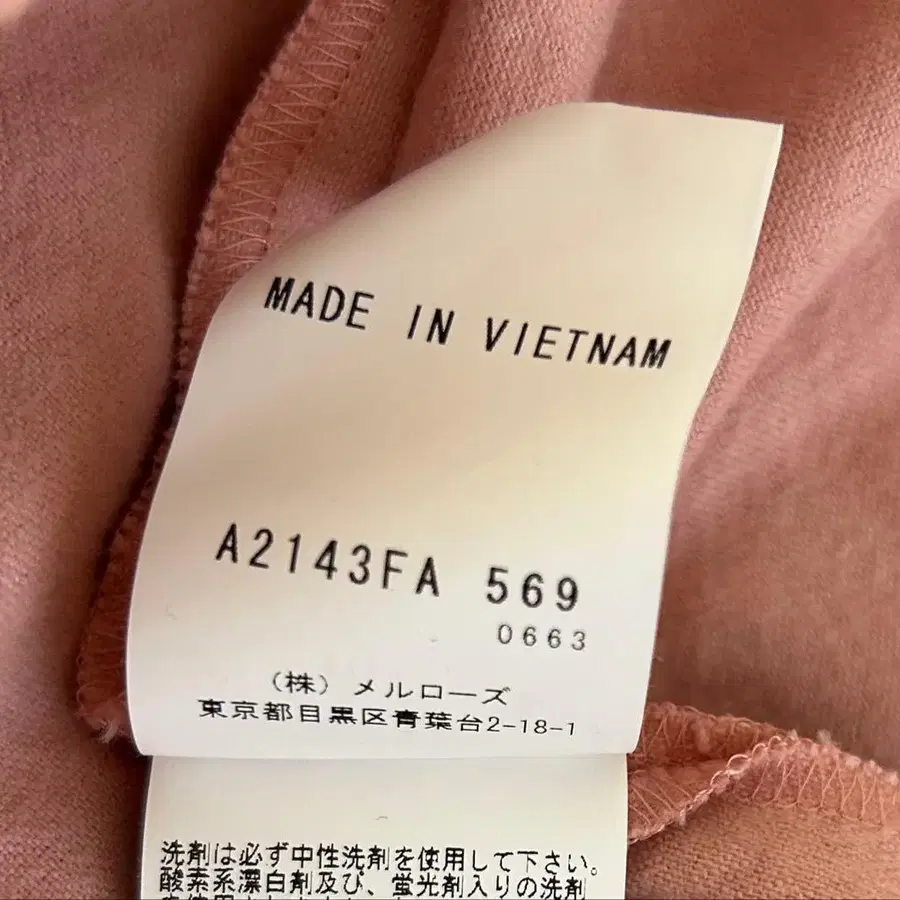 MADE IN VIETNAM
A2143FA 569
0663
(株) メルローズ
東京都目黒区青葉台2-18-1
洗剤は必ず中性洗剤を使用して下さい。
酸素系漂白剤及び、蛍光剤入りの洗剤